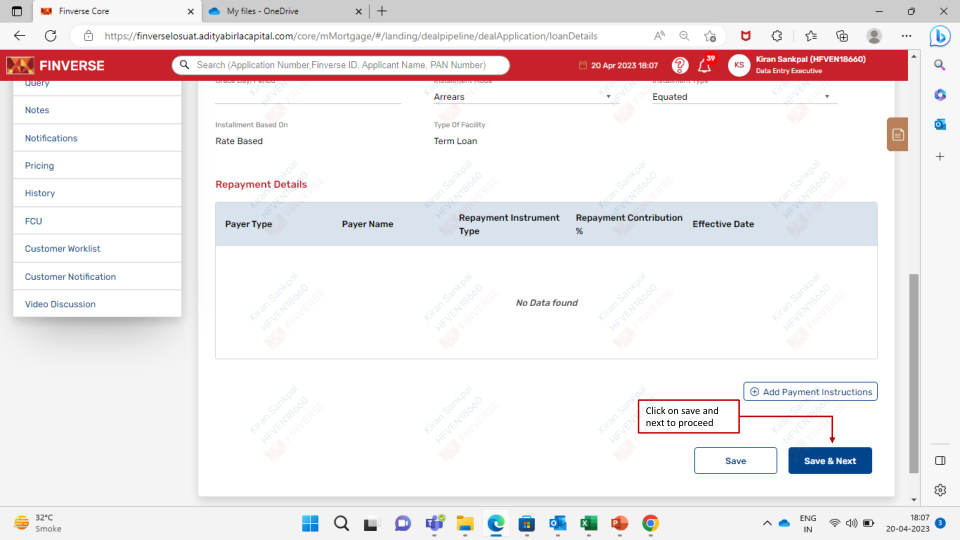 Finverse Core
My files - OneDrive
https://finverselosuat.adityabirlacapital.com/core/mMortgage/#/landing/dealpipeline/dealApplication/loanDetails
FINVERSE
Search (Application Number,Finverse ID, Applicant Name, PAN Number)
20 Apr 2023 18:07
39
KS
Kiran Sankpal (HFVEN18660)
Data Entry Executive
Query
Notes
Notifications
Pricing
History
FCU
Customer Worklist
Customer Notification
Video Discussion
Grace Day/ Period
Installment Mode
Installment Type
Arrears
Equated
Installment Based On
Type Of Facility
Rate Based
Term Loan
Repayment Details
Payer Type
Payer Name
Repayment Instrument
Type
Repayment Contribution
%
Effective Date
No Data found
Add Payment Instructions
Click on save and
next to proceed
Save
Save & Next
Kiran Sankpal
HFVEN18660
FINVERSE
32°C
Smoke
ENG
IN
18:07
20-04-2023
3